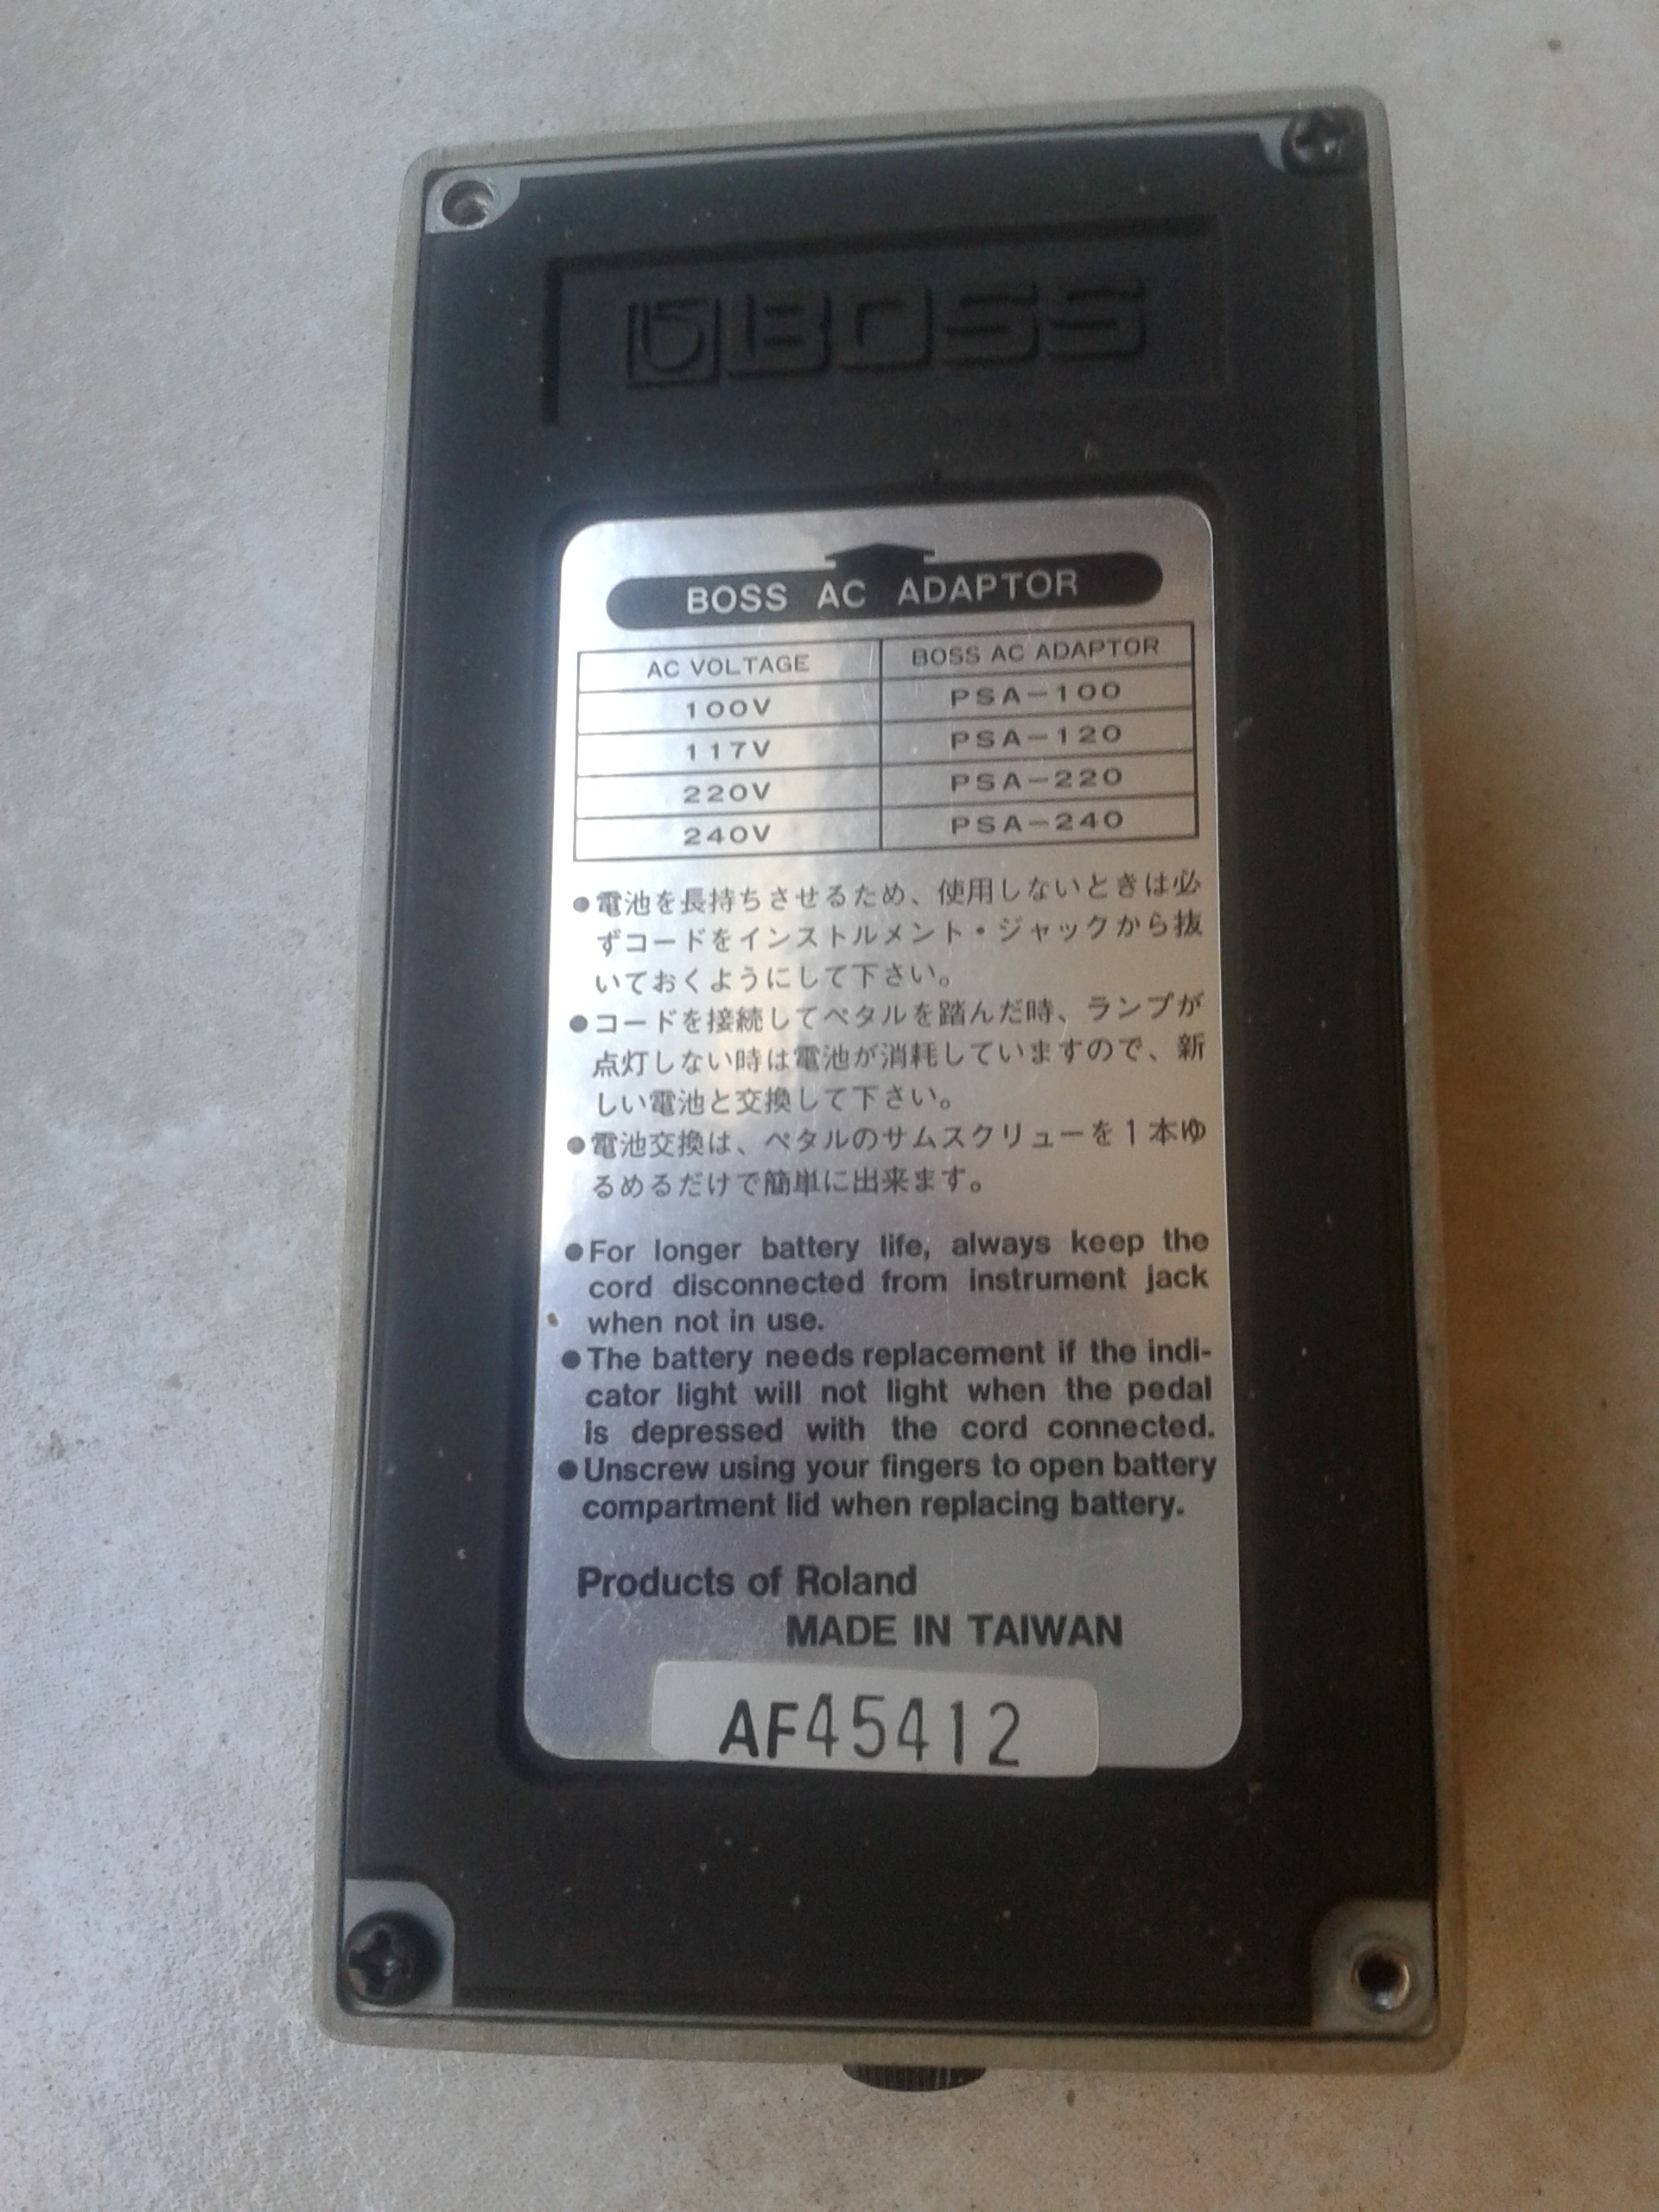 BOSS
BOSS AC ADAPTOR
AC VOLTAGE BOSS AC ADAPTOR
100V PSA-100
117V PSA-120
220V PSA-220
240V PSA-240
●電池を長持ちさせるため、使用しないときは必
ずコードをインストルメント・ジャックから抜
いておくようにして下さい。
●コードを接続してペタルを踏んだ時、ランプが
点灯しない時は電池が消耗していますので、新
しい電池と交換して下さい。
●電池交換は、ペタルのサムスクリューを1本ゆ
るめるだけで簡単に出来ます。
●For longer battery life, always keep the
cord disconnected from instrument jack
when not in use.
●The battery needs replacement if the indi-
cator light will not light when the pedal
is depressed with the cord connected.
●Unscrew using your fingers to open battery
compartment lid when replacing battery.
Products of Roland
MADE IN TAIWAN
AF45412